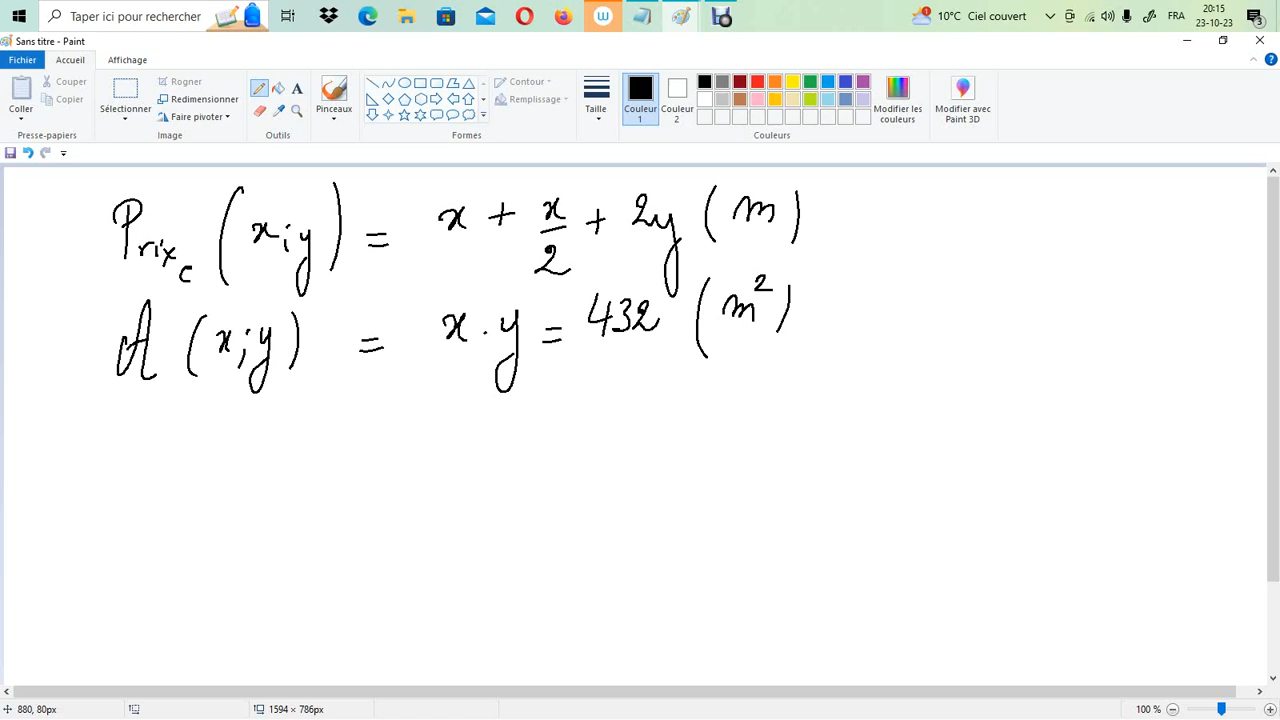 Taper ici pour rechercher
10°C Ciel couvert
FRA
20:15
23-10-23
3
Sans titre - Paint
Fichier
Accueil
Affichage
Coller
Couper
Copier
Presse-papiers
Sélectionner
Rogner
Redimensionner
Faire pivoter
Image
A
Outils
Pinceaux
Contour
Remplissage
Formes
Taille
Couleur 1
Couleur 2
Couleurs
Modifier les couleurs
Modifier avec Paint 3D
Prix_c (x;y) = x + x/2 + 2y (m)
A (x;y) = x . y = 432 (m²)
880, 80px
1594 × 786px
100 %